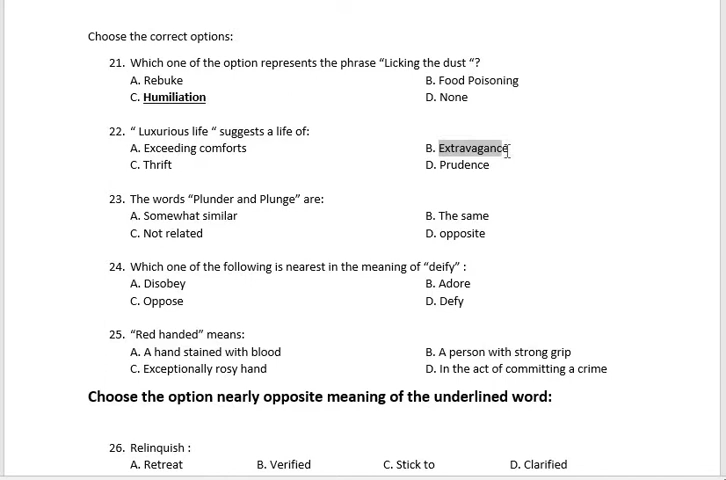 Choose the correct options:
21. Which one of the option represents the phrase “Licking the dust “?
A. Rebuke B. Food Poisoning
C. Humiliation D. None
22. “ Luxurious life “ suggests a life of:
A. Exceeding comforts B. Extravagance
C. Thrift D. Prudence
23. The words “Plunder and Plunge” are:
A. Somewhat similar B. The same
C. Not related D. opposite
24. Which one of the following is nearest in the meaning of “deify” :
A. Disobey B. Adore
C. Oppose D. Defy
25. “Red handed” means:
A. A hand stained with blood B. A person with strong grip
C. Exceptionally rosy hand D. In the act of committing a crime
Choose the option nearly opposite meaning of the underlined word:
26. Relinquish :
A. Retreat B. Verified C. Stick to D. Clarified